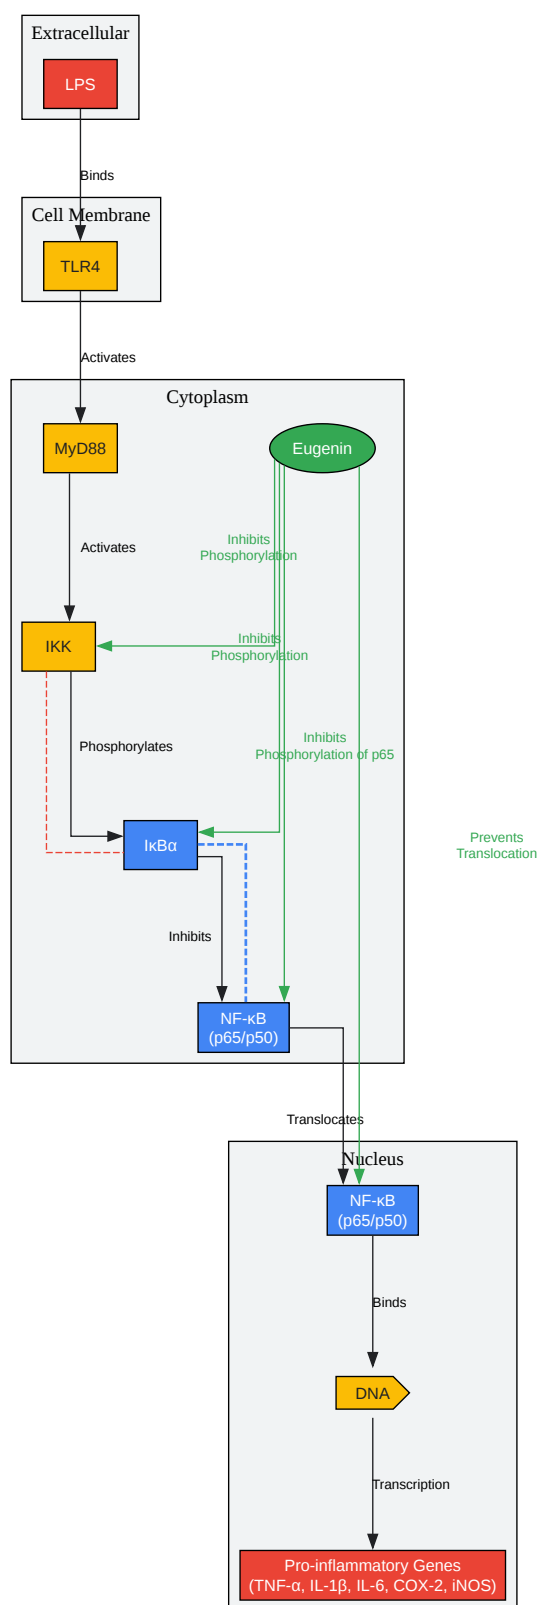 Extracellular
LPS
Binds
Cell Membrane
TLR4
Activates
Cytoplasm
MyD88
Eugenin
Activates
Inhibits
Phosphorylation
IKK
Inhibits
Phosphorylation
Phosphorylates
Inhibits
Phosphorylation of p65
IκBα
Prevents
Translocation
Inhibits
NF-κB
(p65/p50)
Translocates
Nucleus
NF-κB
(p65/p50)
Binds
DNA
Transcription
Pro-inflammatory Genes
(TNF-α, IL-1β, IL-6, COX-2, iNOS)